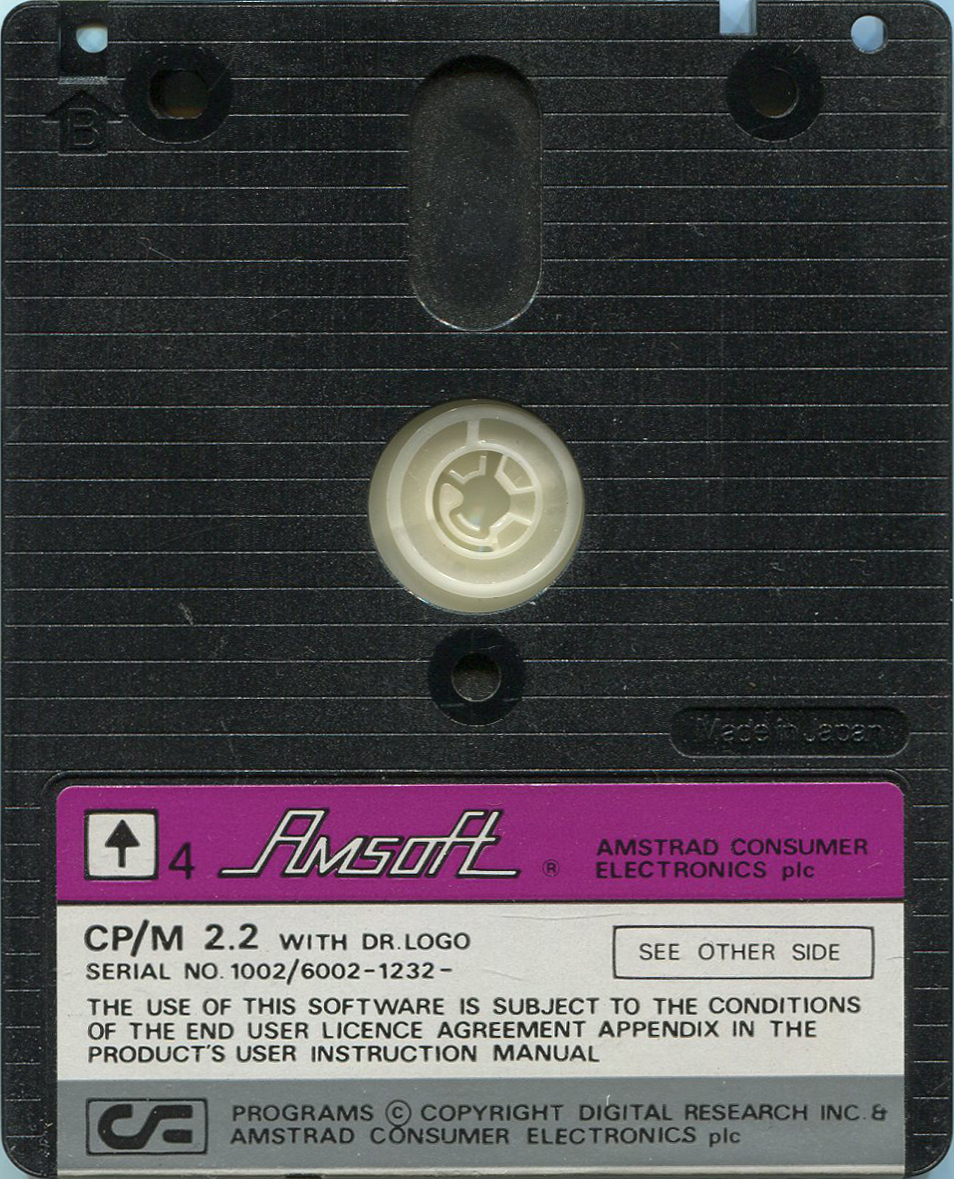 B
Made in Japan
4 Amsoft ® AMSTRAD CONSUMER
ELECTRONICS plc
CP/M 2.2 WITH DR.LOGO
SERIAL NO. 1002/6002-1232-
SEE OTHER SIDE
THE USE OF THIS SOFTWARE IS SUBJECT TO THE CONDITIONS
OF THE END USER LICENCE AGREEMENT APPENDIX IN THE
PRODUCT'S USER INSTRUCTION MANUAL
CF PROGRAMS © COPYRIGHT DIGITAL RESEARCH INC. &
AMSTRAD CONSUMER ELECTRONICS plc